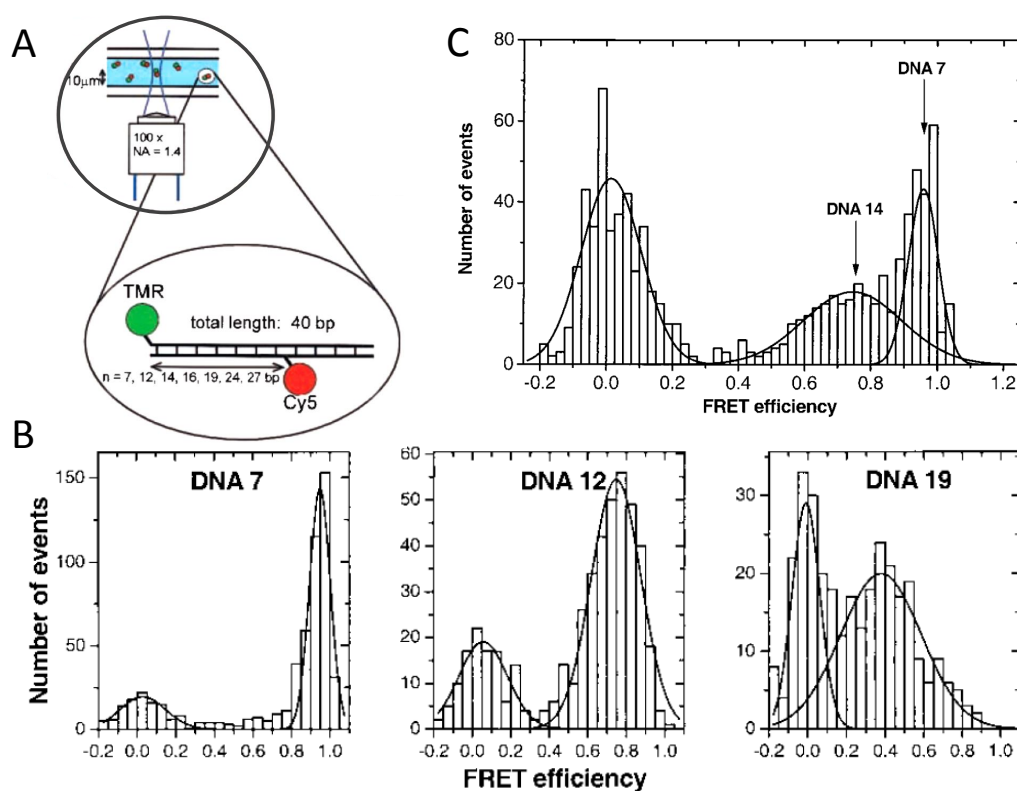 A
10μm
100 x
NA = 1.4
TMR
total length: 40 bp
n = 7, 12, 14, 16, 19, 24, 27 bp
Cy5
C
80
60
40
20
0
Number of events
DNA 7
DNA 14
-0.2 0.0 0.2 0.4 0.6 0.8 1.0 1.2
FRET efficiency
B
Number of events
DNA 7
150
100
50
0
-0.2 0.0 0.2 0.4 0.6 0.8 1.0
DNA 12
60
50
40
30
20
10
0
-0.2 0.0 0.2 0.4 0.6 0.8 1.0
DNA 19
30
20
10
0
-0.2 0.0 0.2 0.4 0.6 0.8 1.0
FRET efficiency